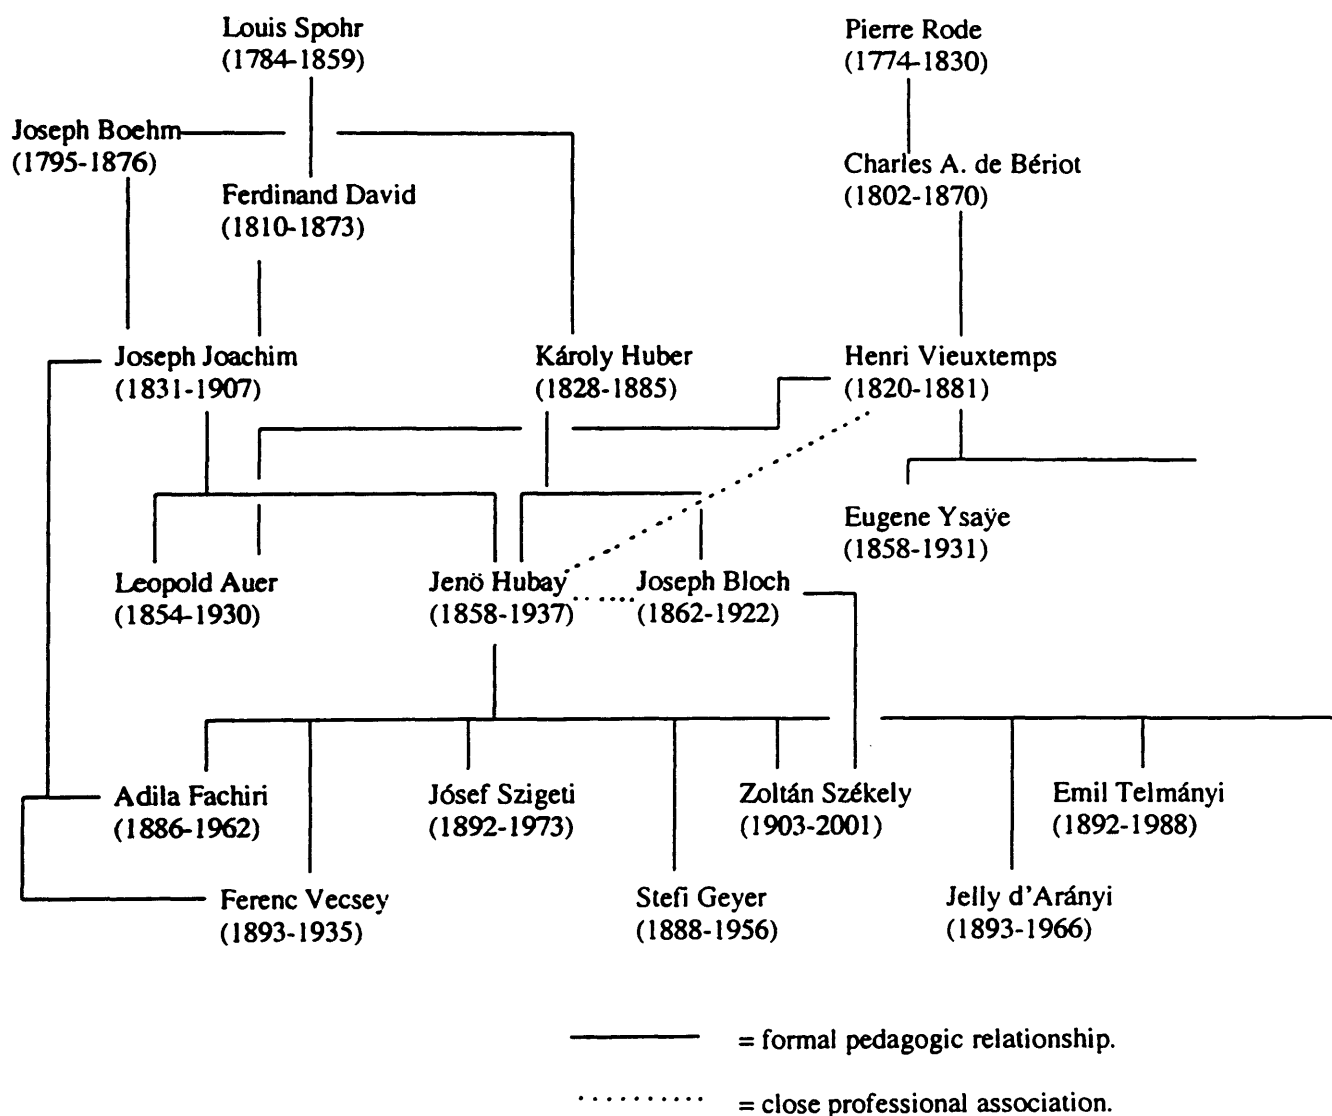 Louis Spohr
(1784-1859)
Pierre Rode
(1774-1830)
Joseph Boehm
(1795-1876)
Charles A. de Bériot
(1802-1870)
Ferdinand David
(1810-1873)
Joseph Joachim
(1831-1907)
Károly Huber
(1828-1885)
Henri Vieuxtemps
(1820-1881)
Eugene Ysaÿe
(1858-1931)
Leopold Auer
(1854-1930)
Jenö Hubay
(1858-1937)
Joseph Bloch
(1862-1922)
Adila Fachiri
(1886-1962)
Jósef Szigeti
(1892-1973)
Zoltán Székely
(1903-2001)
Emil Telmányi
(1892-1988)
Ferenc Vecsey
(1893-1935)
Stefi Geyer
(1888-1956)
Jelly d'Arányi
(1893-1966)
= formal pedagogic relationship.
= close professional association.